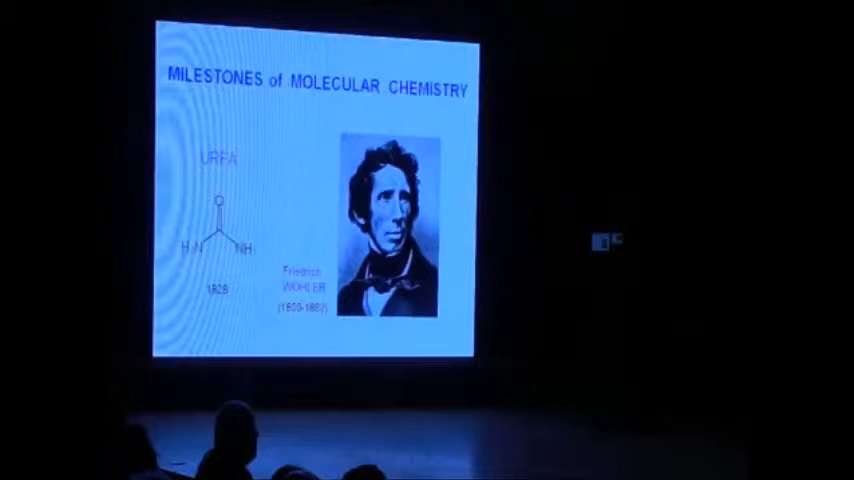 MILESTONES of MOLECULAR CHEMISTRY
UREA
O
H₂N NH₂
1828
Friedrich
WÖHLER
(1800-1882)